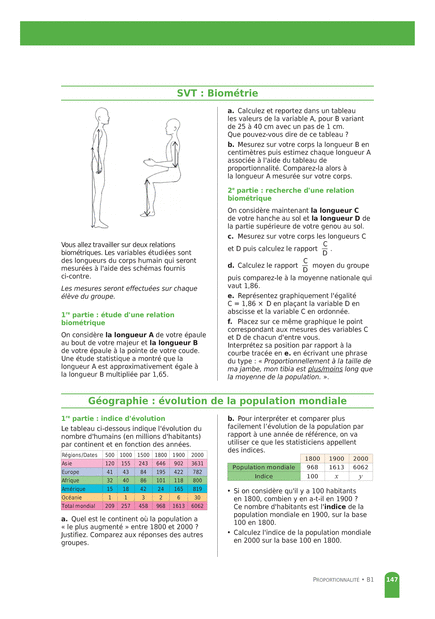 SVT : Biométrie
Vous allez travailler sur deux relations
biométriques. Les variables étudiées sont
des longueurs du corps humain qui seront
mesurées à l'aide des schémas fournis
ci-contre.
Les mesures seront effectuées sur chaque
élève du groupe.
1re partie : étude d'une relation
biométrique
On considère la longueur A de votre épaule
au bout de votre majeur et la longueur B
de votre épaule à la pointe de votre coude.
Une étude statistique a montré que la
longueur A est approximativement égale à
la longueur B multipliée par 1,65.
a. Calculez et reportez dans un tableau
les valeurs de la variable A, pour B variant
de 25 à 40 cm avec un pas de 1 cm.
Que pouvez-vous dire de ce tableau ?
b. Mesurez sur votre corps la longueur B en
centimètres puis estimez chaque longueur A
associée à l'aide du tableau de
proportionnalité. Comparez-la alors à
la longueur A mesurée sur votre corps.
2e partie : recherche d'une relation
biométrique
On considère maintenant la longueur C
de votre hanche au sol et la longueur D de
la partie supérieure de votre genou au sol.
c. Mesurez sur votre corps les longueurs C
et D puis calculez le rapport C/D .
d. Calculez le rapport C/D moyen du groupe
puis comparez-le à la moyenne nationale qui
vaut 1,86.
e. Représentez graphiquement l'égalité
C = 1,86 × D en plaçant la variable D en
abscisse et la variable C en ordonnée.
f. Placez sur ce même graphique le point
correspondant aux mesures des variables C
et D de chacun d'entre vous.
Interprétez sa position par rapport à la
courbe tracée en e. en écrivant une phrase
du type : « Proportionnellement à la taille de
ma jambe, mon tibia est plus/moins long que
la moyenne de la population. ».
Géographie : évolution de la population mondiale
1re partie : indice d'évolution
Le tableau ci-dessous indique l'évolution du
nombre d'humains (en millions d'habitants)
par continent et en fonction des années.
Régions/Dates 500 1000 1500 1800 1900 2000
Asie 120 155 243 646 902 3631
Europe 41 43 84 195 422 782
Afrique 32 40 86 101 118 800
Amérique 15 18 42 24 165 819
Océanie 1 1 3 2 6 30
Total mondial 209 257 458 968 1613 6062
a. Quel est le continent où la population a
« le plus augmenté » entre 1800 et 2000 ?
Justifiez. Comparez aux réponses des autres
groupes.
b. Pour interpréter et comparer plus
facilement l'évolution de la population par
rapport à une année de référence, on va
utiliser ce que les statisticiens appellent
des indices.
1800 1900 2000
Population mondiale 968 1613 6062
Indice 100 x y
• Si on considère qu'il y a 100 habitants
en 1800, combien y en a-t-il en 1900 ?
Ce nombre d'habitants est l'indice de la
population mondiale en 1900, sur la base
100 en 1800.
• Calculez l'indice de la population mondiale
en 2000 sur la base 100 en 1800.
PROPORTIONNALITÉ • B1 147